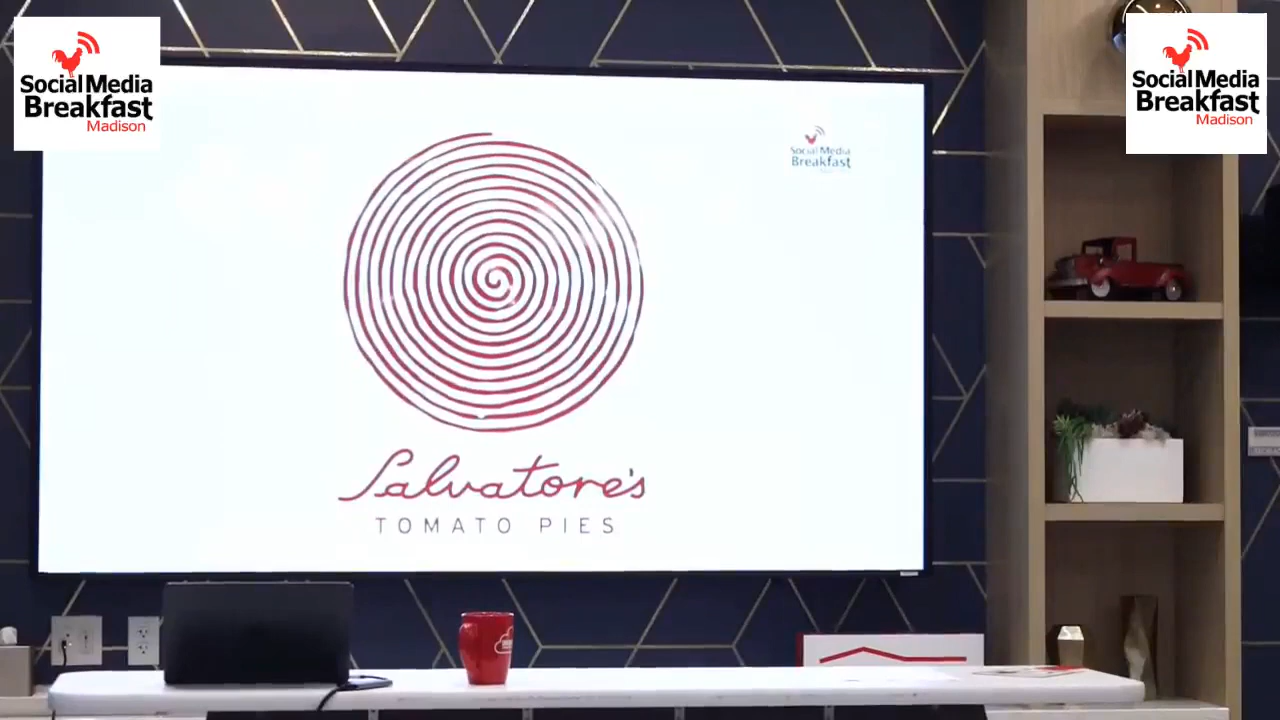 Social Media
Breakfast
Madison
Social Media
Breakfast
Madison
Social Media
Breakfast
Salvatore's
TOMATO PIES